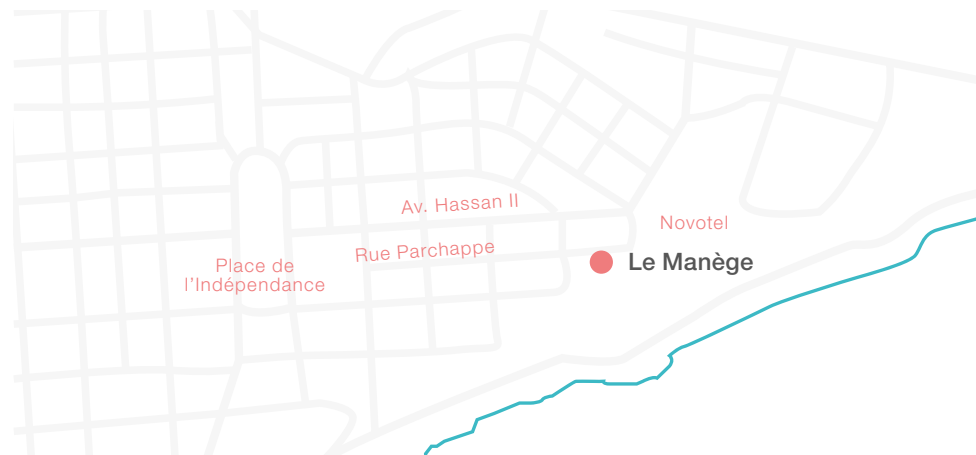 Av. Hassan II
Novotel
Rue Parchappe
Le Manège
Place de
l'Indépendance